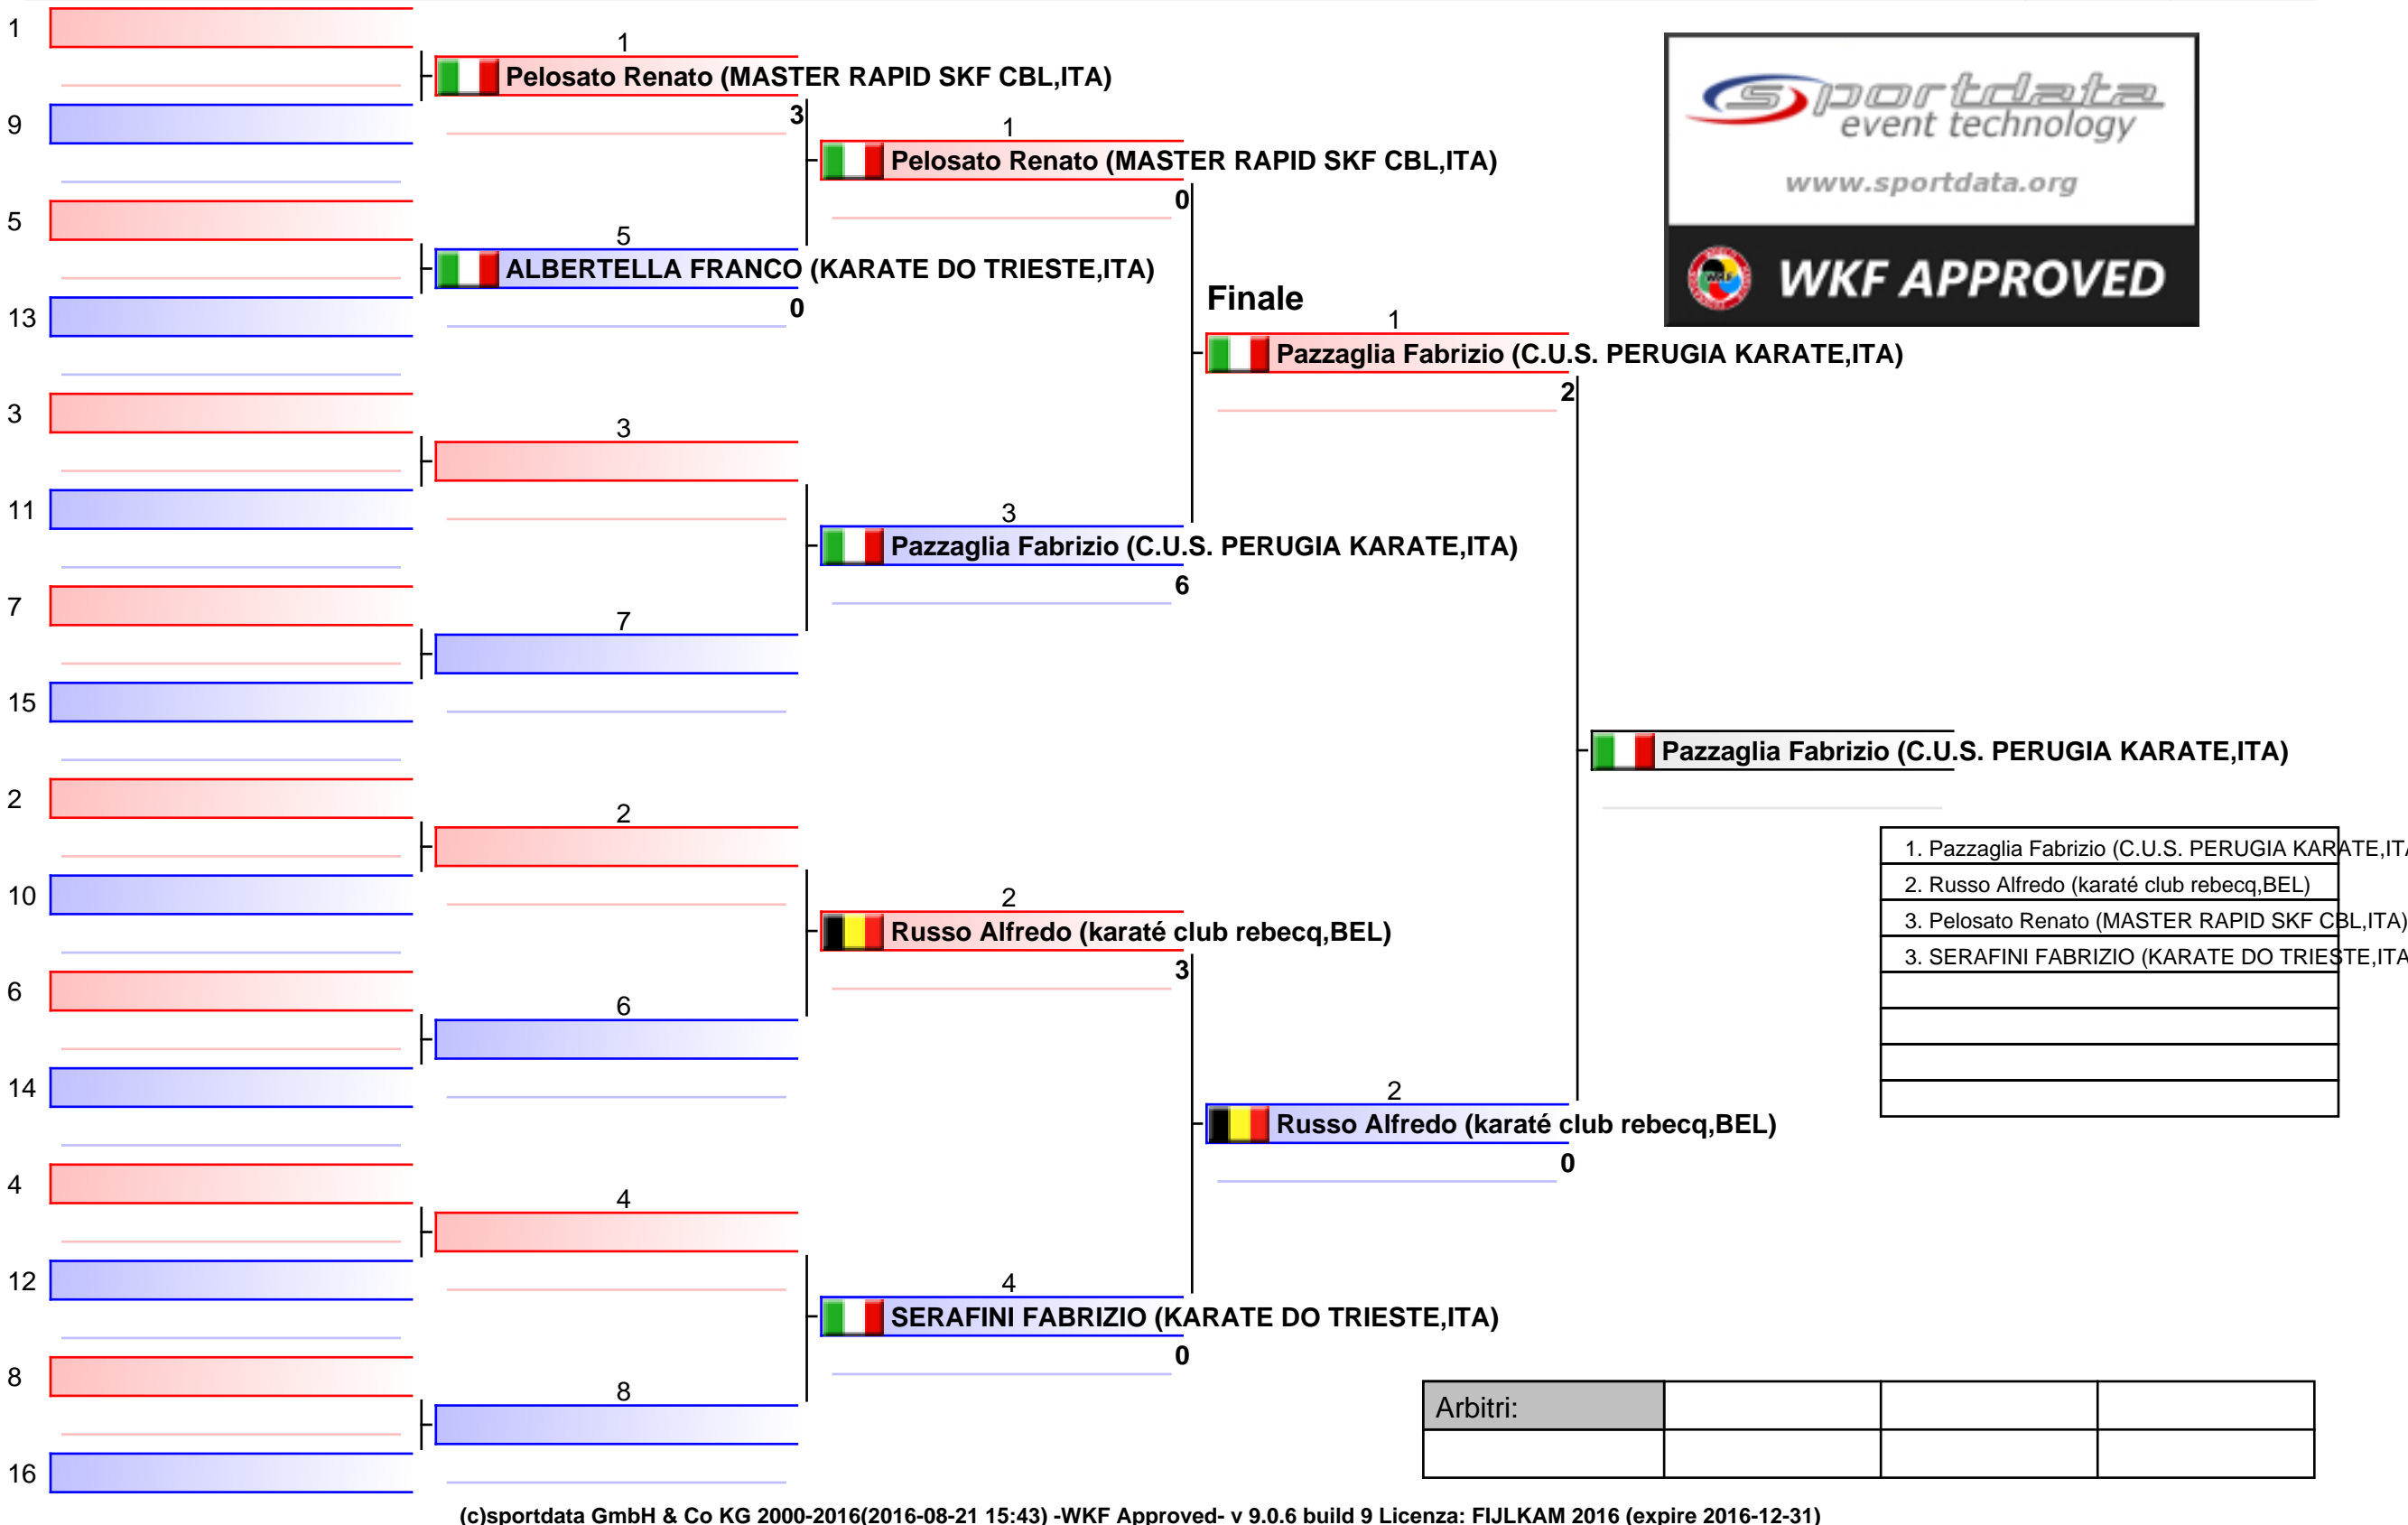 1
9
5
13
3
11
7
15
2
10
6
14
4
12
8
16
1
Pelosato Renato (MASTER RAPID SKF CBL,ITA)
3
5
ALBERTELLA FRANCO (KARATE DO TRIESTE,ITA)
0
3
7
2
6
4
8
1
Pelosato Renato (MASTER RAPID SKF CBL,ITA)
0
3
Pazzaglia Fabrizio (C.U.S. PERUGIA KARATE,ITA)
6
2
Russo Alfredo (karaté club rebecq,BEL)
3
4
SERAFINI FABRIZIO (KARATE DO TRIESTE,ITA)
0
Finale
1
Pazzaglia Fabrizio (C.U.S. PERUGIA KARATE,ITA)
2
2
Russo Alfredo (karaté club rebecq,BEL)
0
Pazzaglia Fabrizio (C.U.S. PERUGIA KARATE,ITA)
sportdata
event technology
www.sportdata.org
WKF
WKF APPROVED
1. Pazzaglia Fabrizio (C.U.S. PERUGIA KARATE,ITA
2. Russo Alfredo (karaté club rebecq,BEL)
3. Pelosato Renato (MASTER RAPID SKF CBL,ITA)
3. SERAFINI FABRIZIO (KARATE DO TRIESTE,ITA
Arbitri:
(c)sportdata GmbH & Co KG 2000-2016(2016-08-21 15:43) -WKF Approved- v 9.0.6 build 9 Licenza: FIJLKAM 2016 (expire 2016-12-31)